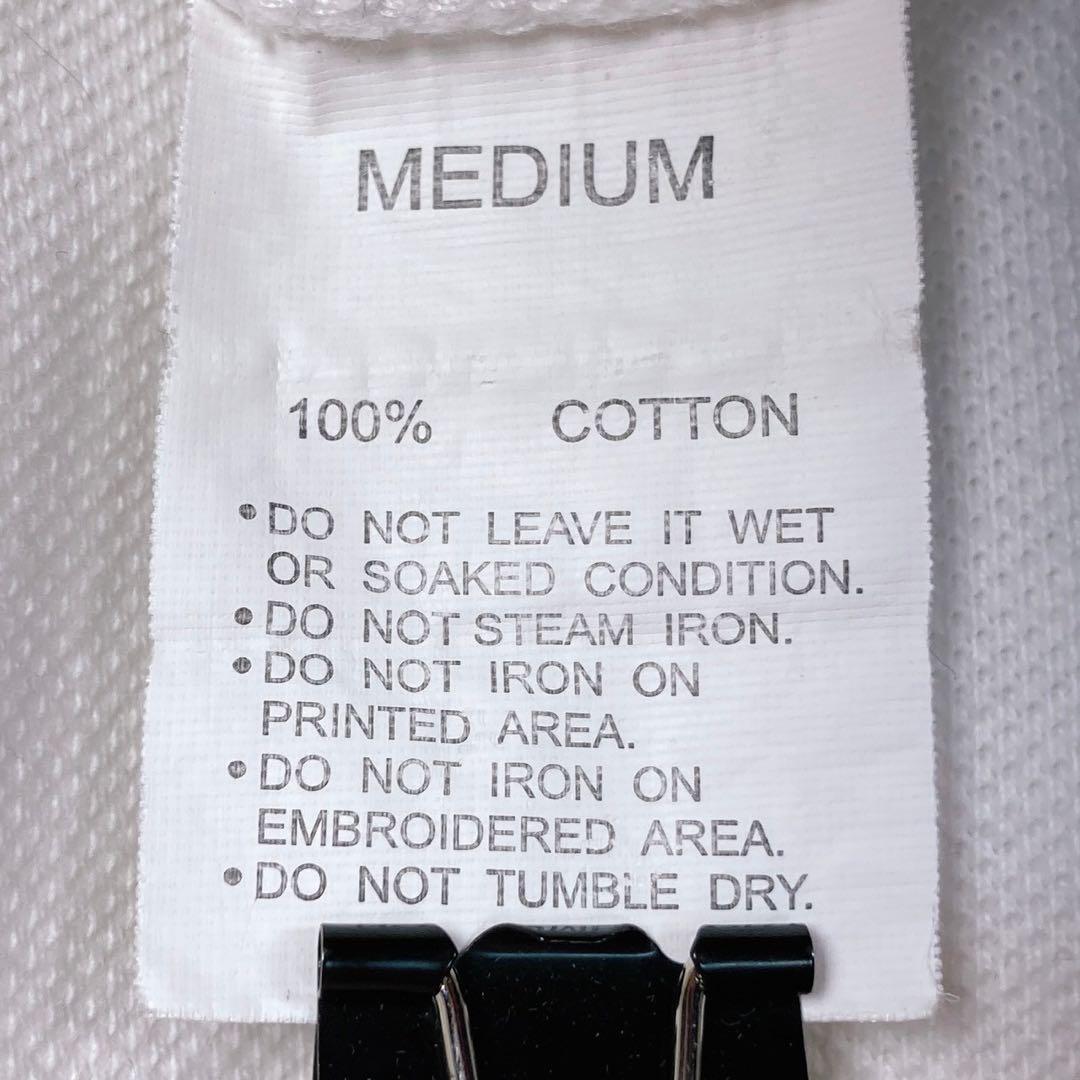 MEDIUM
100% COTTON
•DO NOT LEAVE IT WET
OR SOAKED CONDITION.
•DO NOT STEAM IRON.
•DO NOT IRON ON
PRINTED AREA.
•DO NOT IRON ON
EMBROIDERED AREA.
•DO NOT TUMBLE DRY.